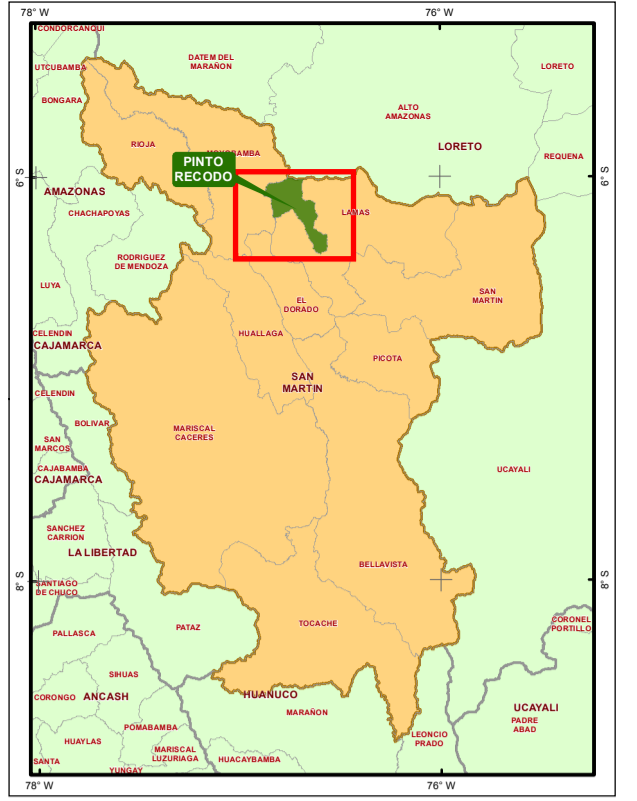 78° W
76° W
CONDORCANQUI
UTCUBAMBA
BONGARA
DATEM DEL
MARAÑON
LORETO
ALTO
AMAZONAS
LORETO
REQUENA
RIOJA
MOYOBAMBA
PINTO
RECODO
6° S
6° S
AMAZONAS
CHACHAPOYAS
LAMAS
RODRIGUEZ
DE MENDOZA
LUYA
SAN
MARTIN
EL
DORADO
HUALLAGA
CELENDIN
CAJAMARCA
PICOTA
SAN
MARTIN
CELENDIN
BOLIVAR
MARISCAL
CACERES
SAN
MARCOS
CAJABAMBA
CAJAMARCA
UCAYALI
SANCHEZ
CARRION
LA LIBERTAD
BELLAVISTA
8° S
8° S
SANTIAGO
DE CHUCO
PALLASCA
PATAZ
TOCACHE
CORONEL
PORTILLO
SIHUAS
CORONGO
ANCASH
HUANUCO
MARAÑON
UCAYALI
PADRE
ABAD
POMABAMBA
HUAYLAS
MARISCAL
LUZURIAGA
HUACAYBAMBA
LEONCIO
PRADO
SANTA
YUNGAY
78° W
76° W